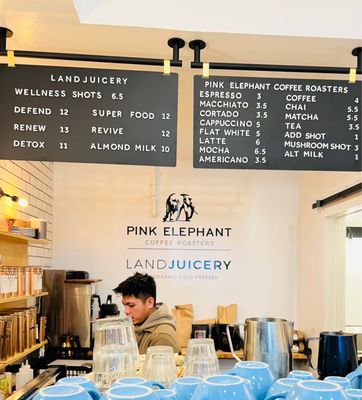 LANDJUICERY
WELLNESS SHOTS 6.5
DEFEND 12 SUPER FOOD 12
RENEW 13 REVIVE 12
DETOX 11 ALMOND MILK 10
PINK ELEPHANT COFFEE ROASTERS
ESPRESSO 3
MACCHIATO 3.5
CORTADO 3.5
CAPPUCCINO 5
FLAT WHITE 5
LATTE 6
MOCHA 6.5
AMERICANO 3.5
COFFEE 4
CHAI 5.5
MATCHA 5.5
TEA 3.5
ADD SHOT 1
MUSHROOM SHOT 3
ALT MILK 1
PINK ELEPHANT
COFFEE ROASTERS
LANDJUICERY
ORGANIC COLD PRESSED